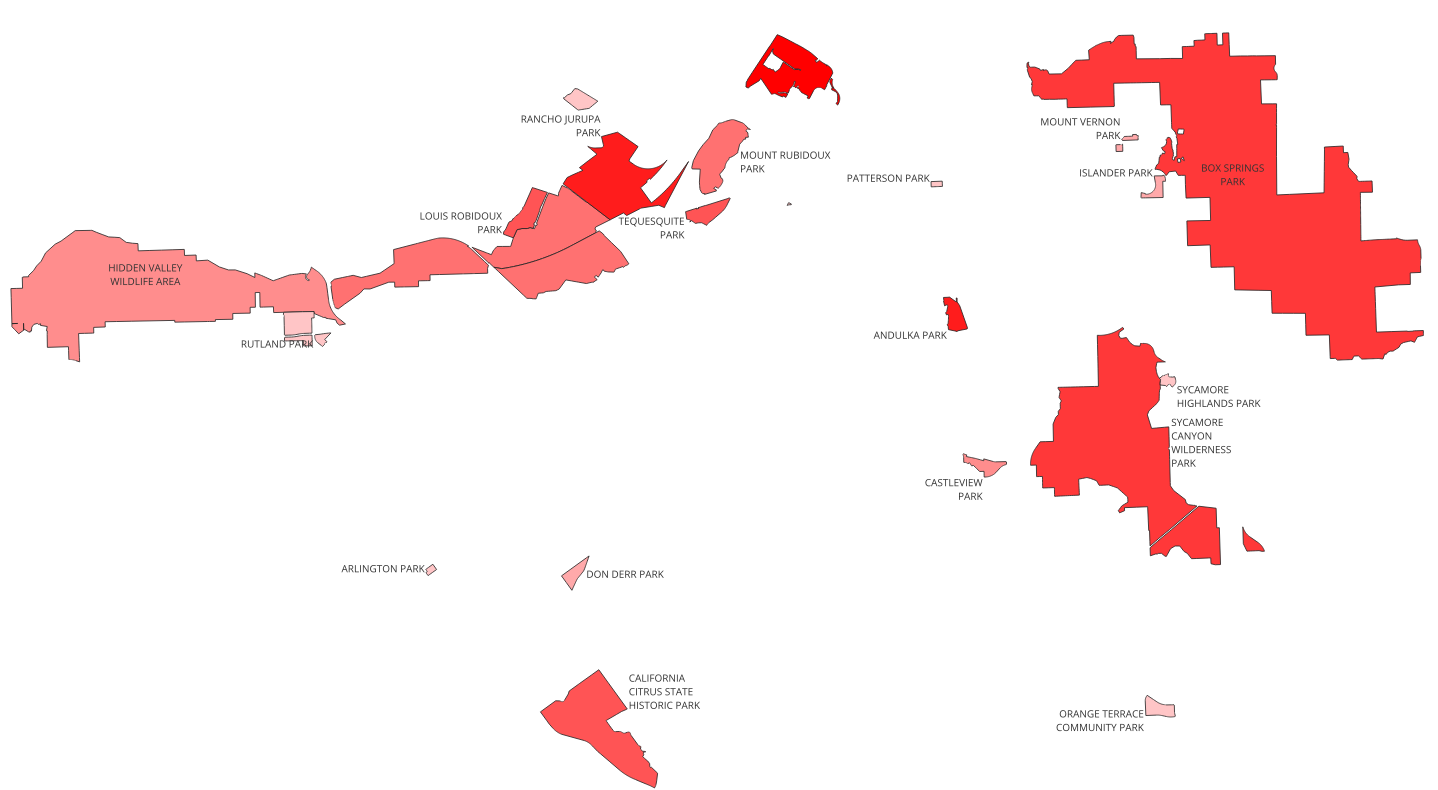 RANCHO JURUPA
PARK
MOUNT VERNON
PARK
MOUNT RUBIDOUX
PARK
BOX SPRINGS
PARK
ISLANDER PARK
PATTERSON PARK
LOUIS ROBIDOUX
PARK
TEQUESQUITE
PARK
HIDDEN VALLEY
WILDLIFE AREA
ANDULKA PARK
RUTLAND PARK
SYCAMORE
HIGHLANDS PARK
SYCAMORE
CANYON
WILDERNESS
PARK
CASTLEVIEW
PARK
ARLINGTON PARK
DON DERR PARK
CALIFORNIA
CITRUS STATE
HISTORIC PARK
ORANGE TERRACE
COMMUNITY PARK